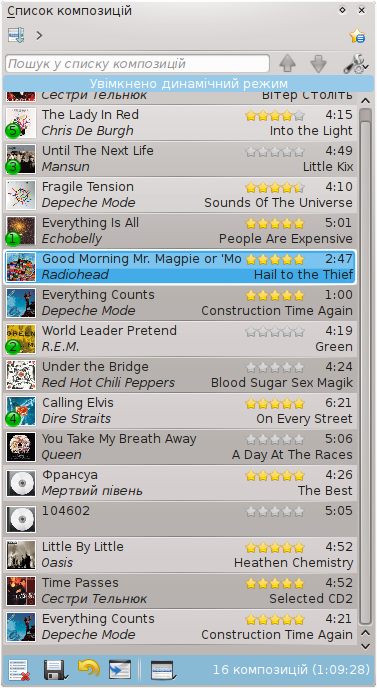 Список композицій
Пошук у списку композицій
Увімкнено динамічний режим
Сестри Тельнюк Вітер Століть
The Lady In Red 4:15
5 Chris De Burgh Into the Light
Until The Next Life 4:49
3 Mansun Little Kix
Fragile Tension 4:10
Depeche Mode Sounds Of The Universe
Everything Is All 5:01
1 Echobelly People Are Expensive
Good Morning Mr. Magpie or 'Mo 2:47
Radiohead Hail to the Thief
Everything Counts 1:00
Depeche Mode Construction Time Again
World Leader Pretend 4:19
2 R.E.M. Green
Under the Bridge 4:24
Red Hot Chili Peppers Blood Sugar Sex Magik
Calling Elvis 6:21
4 Dire Straits On Every Street
You Take My Breath Away 5:06
Queen A Day At The Races
Франсуа 4:26
Мертвий півень The Best
104602 5:05
Little By Little 4:52
Oasis Heathen Chemistry
Time Passes 4:52
Сестри Тельнюк Selected CD2
Everything Counts 4:21
Depeche Mode Construction Time Again
16 композицій (1:09:28)